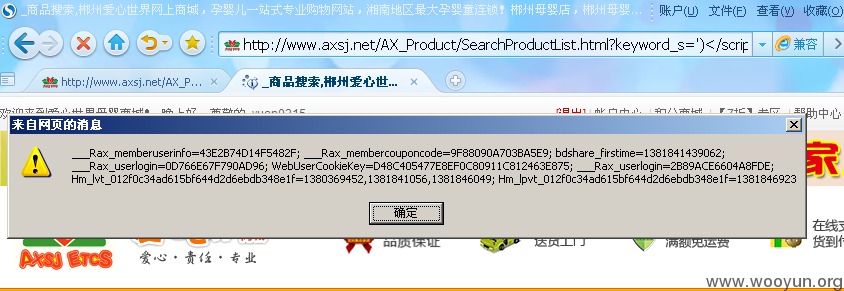 _商品搜索,郴州爱心世界网上商城，孕婴儿一站式专业购物网站，湘南地区最大孕婴童连锁！郴州母婴店，郴州母婴...
账户(U) 文件(F) 查看(V) 收藏(O)
http://www.axsj.net/AX_Product/SearchProductList.html?keyword_s=')</scrip
兼容
http://www.axsj.net/AX_P...
_商品搜索,郴州爱心世...
来自网页的消息
___Rax_memberuserinfo=43E2B74D14F5482F; ___Rax_membercouponcode=9F88090A703BA5E9; bdshare_firstime=1381841439062;
___Rax_userlogin=0D766E67F790AD96; WebUserCookieKey=D48C405477E8EF0C80911C812463E875; ___Rax_userlogin=2B89ACE6604A8FDE;
Hm_lvt_012f0c34ad615bf644d2d6ebdb348e1f=1380369452,1381841056,1381846049; Hm_lpvt_012f0c34ad615bf644d2d6ebdb348e1f=1381846923
确定
家
AXSJ ETCS
爱心·责任·专业
品质保证
送货上门
满额免运费
在线支
货到付
www.wooyun.org